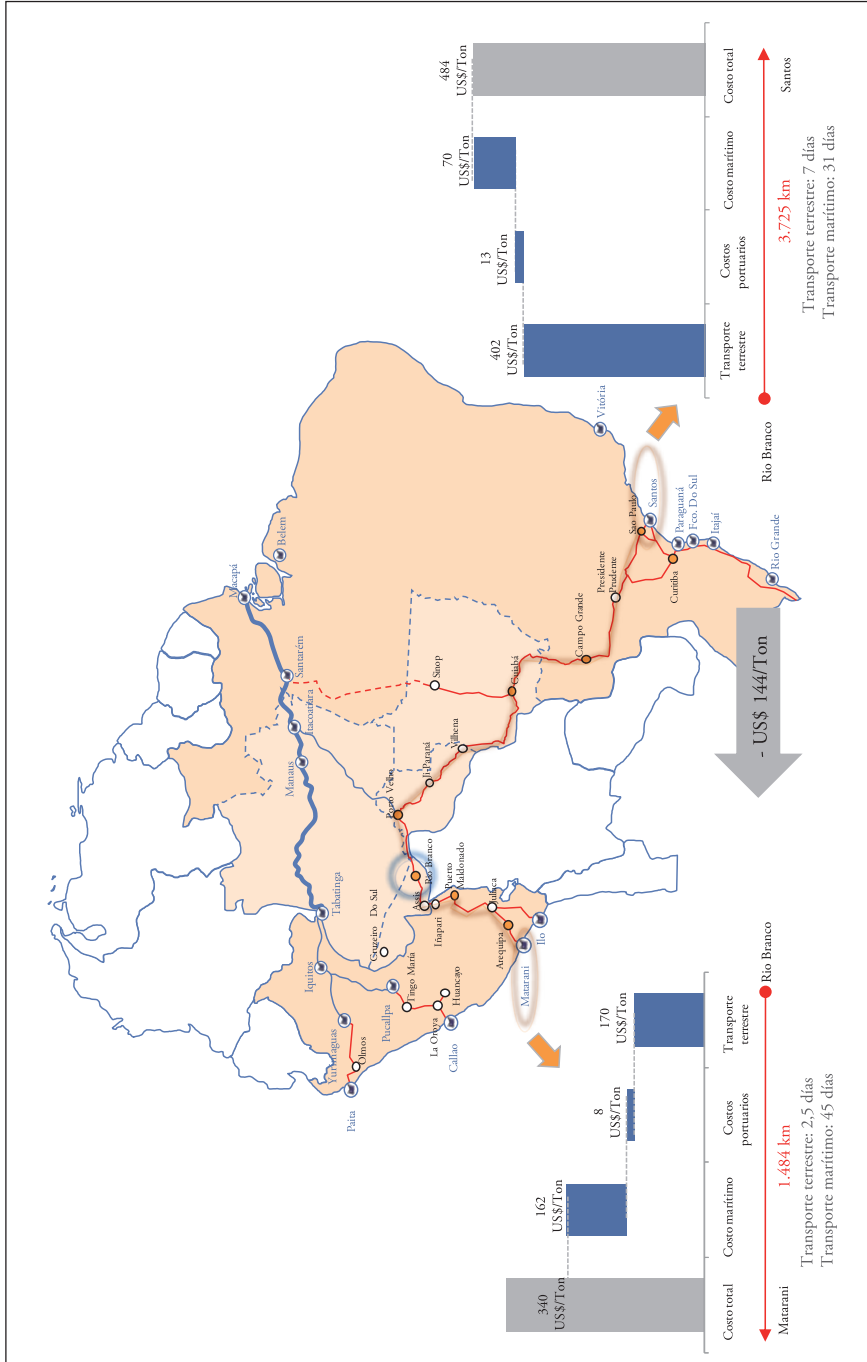 Macapá
Belem
Santarém
Itacoatiara
Manaus
Tabatinga
Iquitos
Yurimaguas
Paita
Olmos
Pucallpa
Tingo María
La Oroya
Huancayo
Callao
Cruzeiro Do Sul
Porto Velho
Ji-Paraná
Vilhena
Sinop
Rio Branco
Assis
Iñapari
Puerto
Maldonado
Juliaca
Arequipa
Matarani
Ilo
Cuiabá
Campo Grande
Presidente
Prudente
Sao Paulo
Santos
Vitória
Curitiba
Paraguaná
Fco. Do Sul
Itajaí
Rio Grande
340
US$/Ton
162
US$/Ton
8
US$/Ton
170
US$/Ton
Costo total
Costo marítimo
Costos
portuarios
Transporte
terrestre
Matarani
1.484 km
Rio Branco
Transporte terrestre: 2,5 días
Transporte marítimo: 45 días
- US$ 144/Ton
402
US$/Ton
13
US$/Ton
70
US$/Ton
484
US$/Ton
Transporte
terrestre
Costos
portuarios
Costo marítimo
Costo total
Rio Branco
3.725 km
Santos
Transporte terrestre: 7 días
Transporte marítimo: 31 días